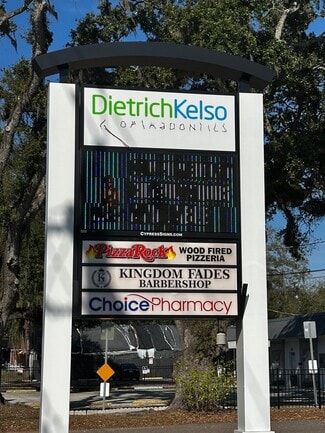 DietrichKelso
ORTHODONTICS
CYPRESSSIGNS.COM
PizzaRock
WOOD FIRED
PIZZERIA
KINGDOM FADES
BARBERSHOP
ChoicePharmacy